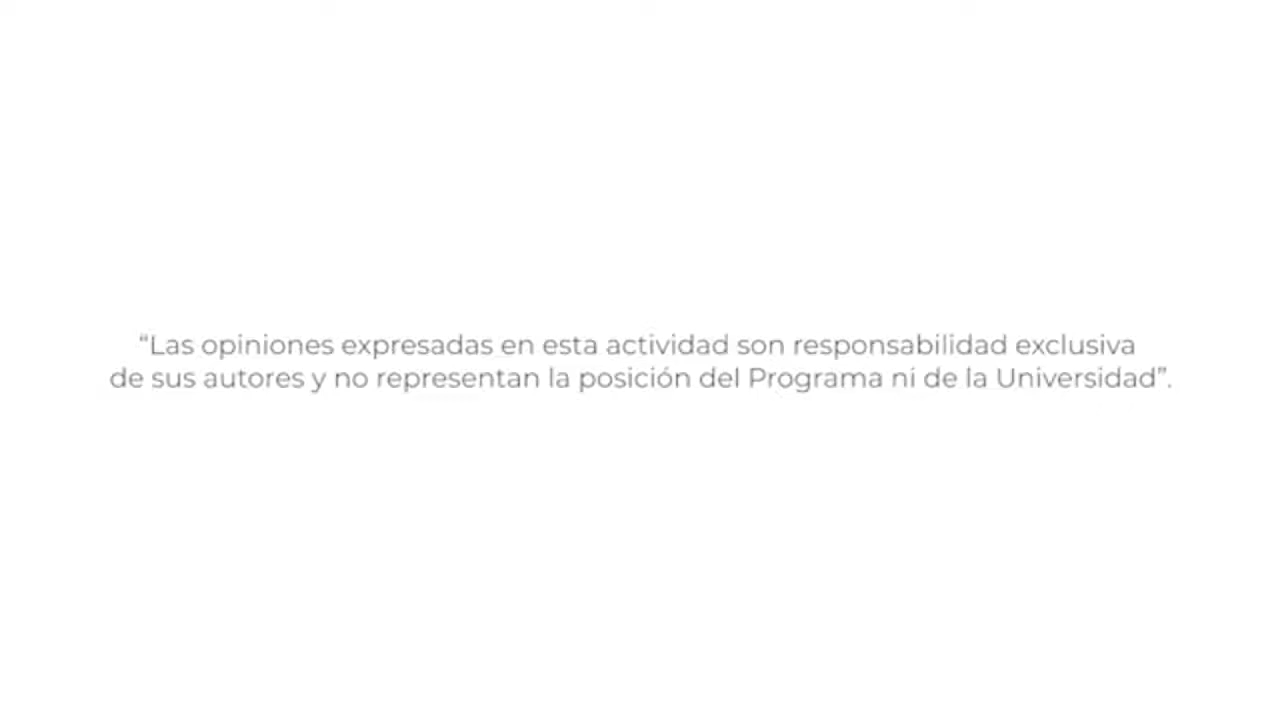 “Las opiniones expresadas en esta actividad son responsabilidad exclusiva
de sus autores y no representan la posición del Programa ni de la Universidad”.